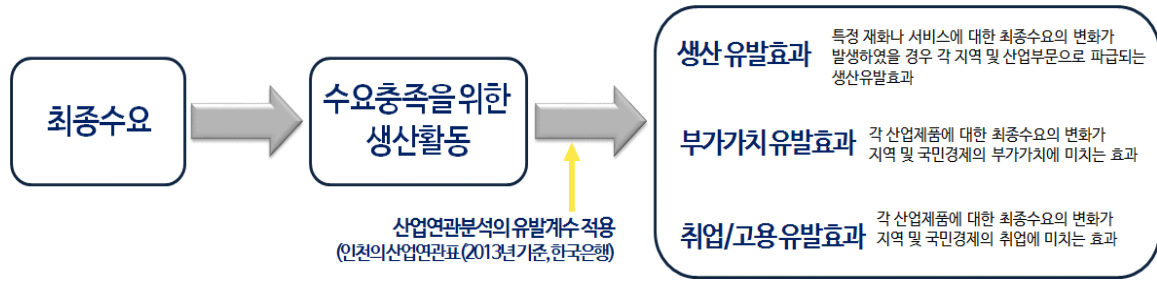 최종수요
수요충족을 위한
생산활동
산업연관분석의 유발계수 적용
(인천의 산업연관표(2013년 기준, 한국은행)
생산 유발효과
특정 재화나 서비스에 대한 최종수요의 변화가
발생하였을 경우 각 지역 및 산업부문으로 파급되는
생산유발효과
부가가치 유발효과
각 산업제품에 대한 최종수요의 변화가
지역 및 국민경제의 부가가치에 미치는 효과
취업/고용 유발효과
각 산업제품에 대한 최종수요의 변화가
지역 및 국민경제의 취업에 미치는 효과